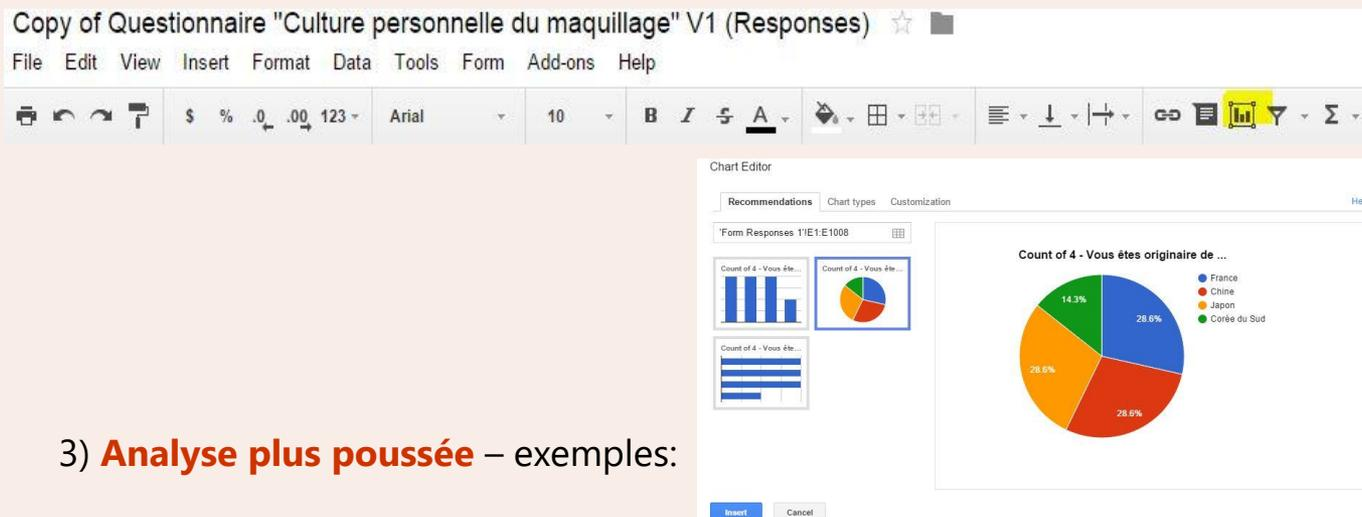 Copy of Questionnaire "Culture personnelle du maquillage" V1 (Responses)
File Edit View Insert Format Data Tools Form Add-ons Help
$ % .0 .00 123 Arial 10 B I S A Σ
Chart Editor
Recommendations Chart types Customization
'Form Responses 1'!E1:E1008
Count of 4 - Vous ête... Count of 4 - Vous ête...
Count of 4 - Vous ête...
Count of 4 - Vous êtes originaire de ...
France
Chine
Japon
Corée du Sud
14.3%
28.6%
28.6%
28.6%
3) Analyse plus poussée – exemples:
Insert Cancel